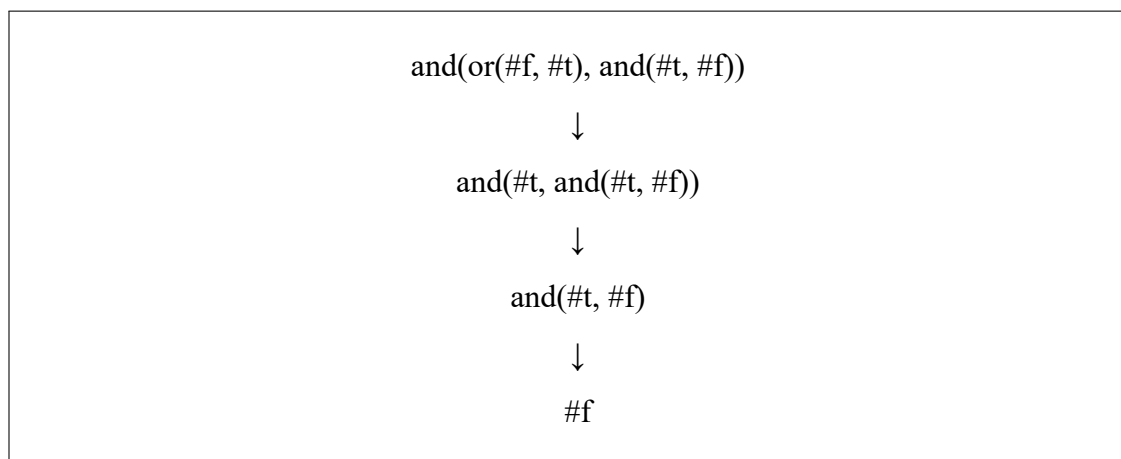 and(or(#f, #t), and(#t, #f))
↓
and(#t, and(#t, #f))
↓
and(#t, #f)
↓
#f